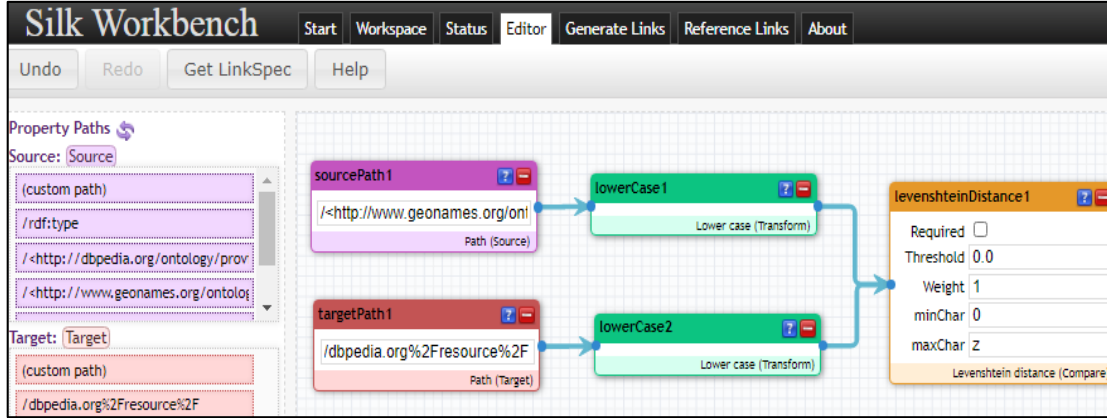 Silk Workbench
Start Workspace Status Editor Generate Links Reference Links About
Undo Redo Get LinkSpec Help
Property Paths
Source: Source
(custom path)
/rdf:type
/<http://dbpedia.org/ontology/prov
/<http://www.geonames.org/ontolog
Target: Target
(custom path)
/dbpedia.org%2Fresource%2F
sourcePath1
/<http://www.geonames.org/ont
Path (Source)
targetPath1
/dbpedia.org%2Fresource%2F
Path (Target)
lowerCase1
Lower case (Transform)
lowerCase2
Lower case (Transform)
levenshteinDistance1
Required
Threshold 0.0
Weight 1
minChar 0
maxChar z
Levenshtein distance (Compare